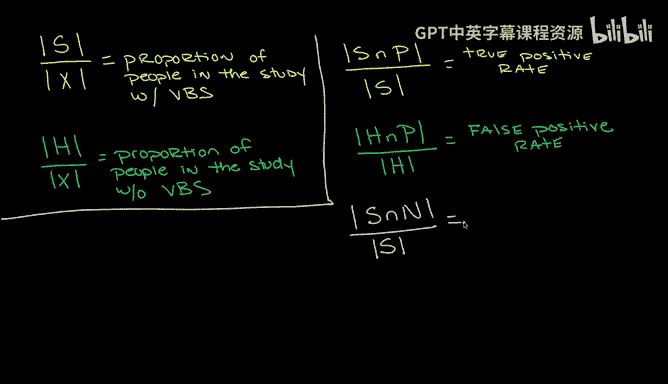 GPT中英字幕课程资源 bilibili
|S| / |X| = proportion of
people in the study
w/ VBS
|H| / |X| = proportion of
people in the study
w/o VBS
|S∩P| / |S| = TRUE positive
RATE
|H∩P| / |H| = FALSE positive
RATE
|S∩N| / |S| =